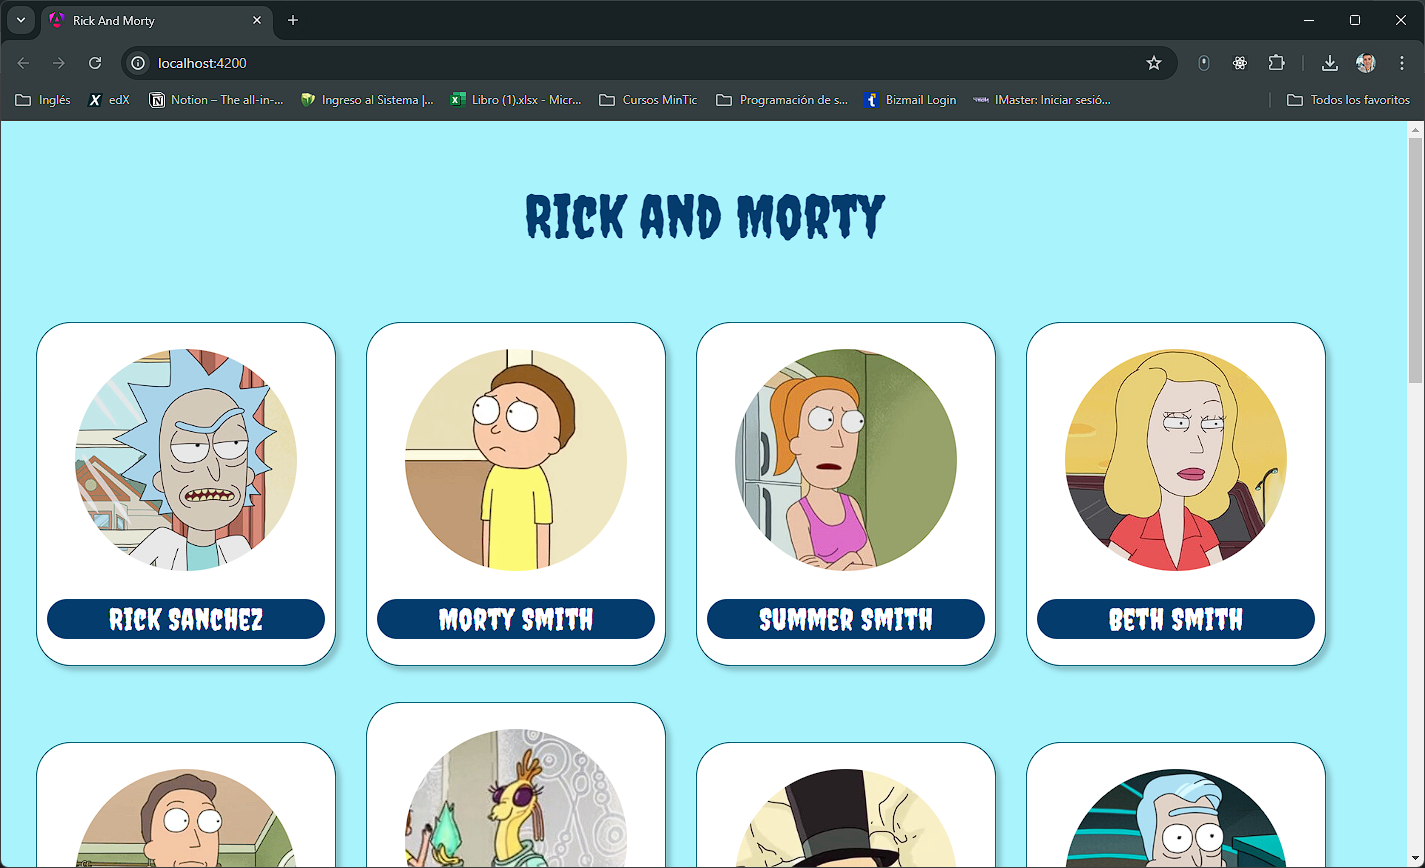 Rick And Morty
localhost:4200
Inglés
edX
Notion – The all-in-...
Ingreso al Sistema |...
Libro (1).xlsx - Micr...
Cursos MinTic
Programación de s...
Bizmail Login
IMaster: Iniciar sesió...
Todos los favoritos
RICK AND MORTY
RICK SANCHEZ
MORTY SMITH
SUMMER SMITH
BETH SMITH